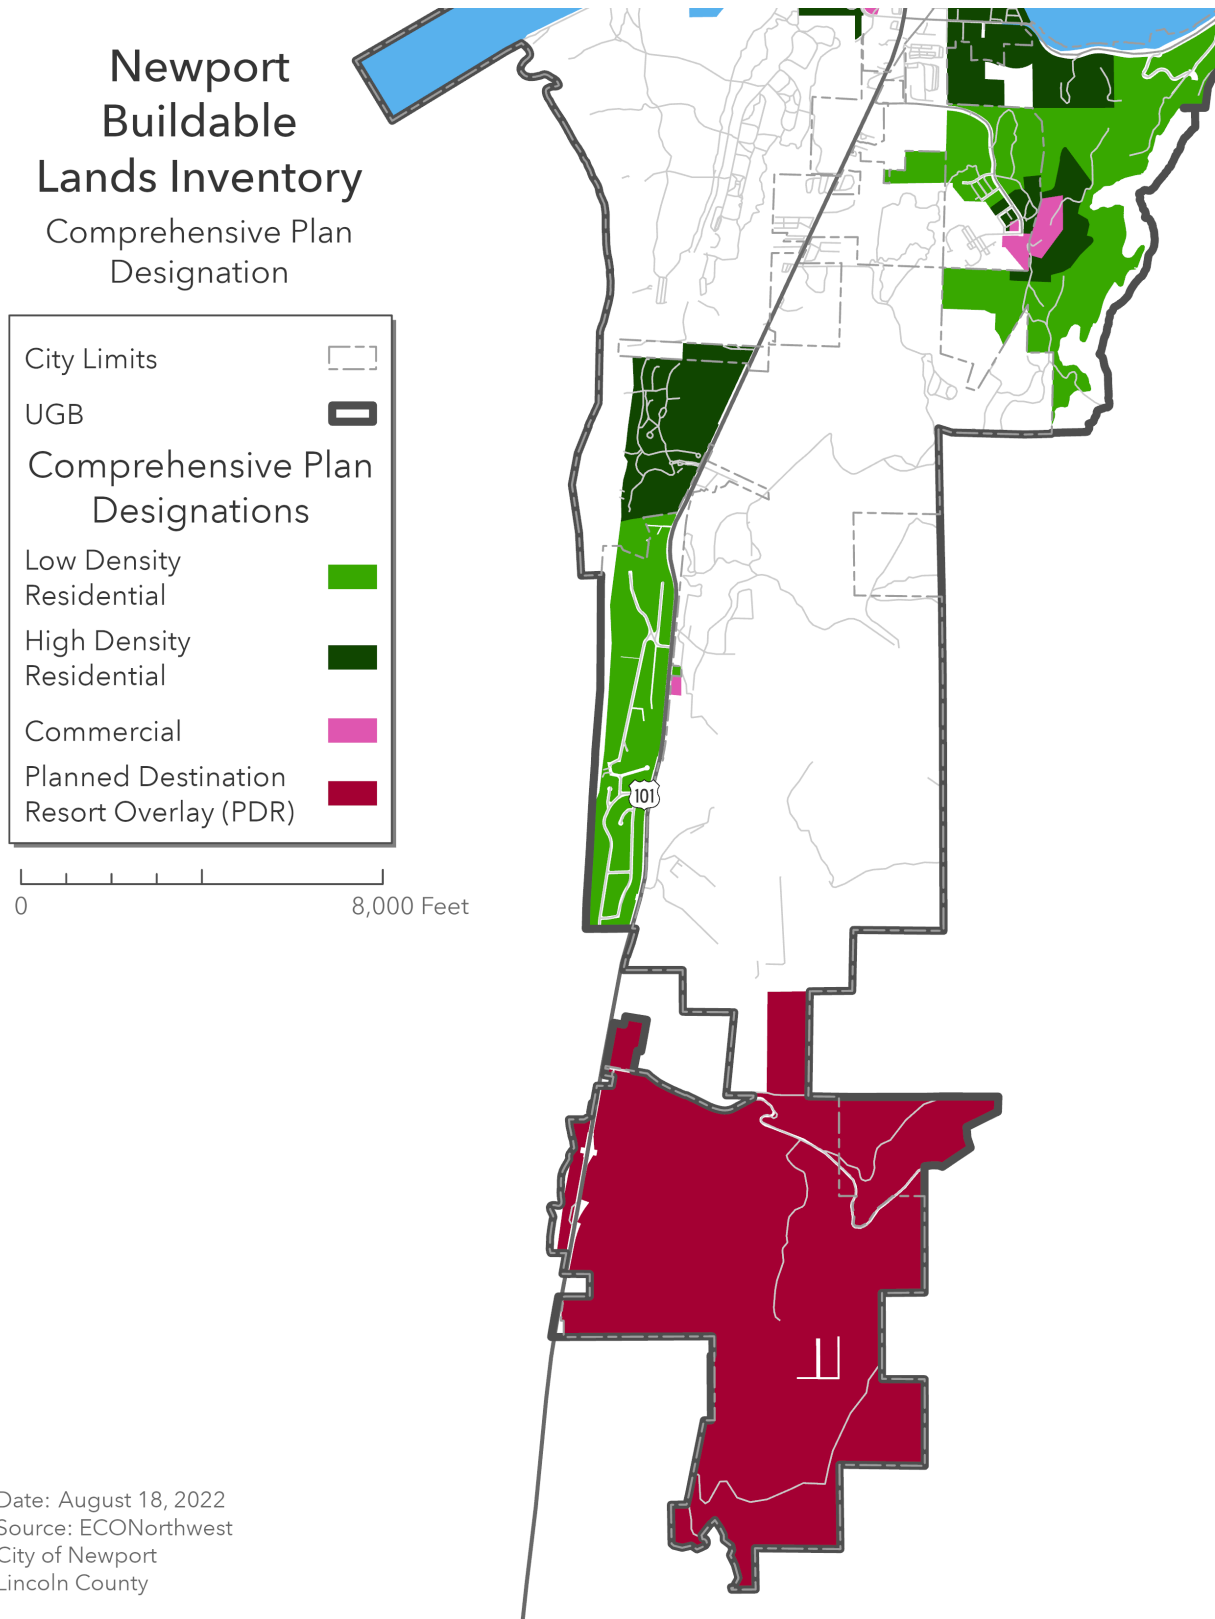 Newport
Buildable
Lands Inventory
Comprehensive Plan
Designation
City Limits
UGB
Comprehensive Plan
Designations
Low Density
Residential
High Density
Residential
Commercial
Planned Destination
Resort Overlay (PDR)
0 8,000 Feet
101
Date: August 18, 2022
Source: ECONorthwest
City of Newport
Lincoln County